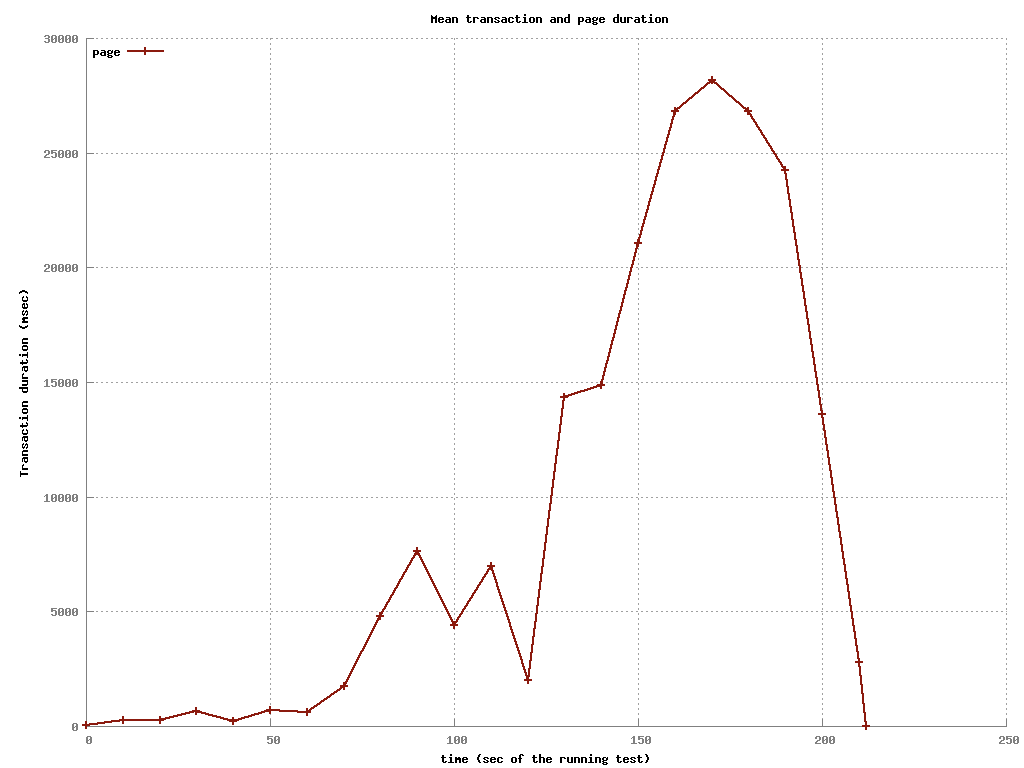 Mean transaction and page duration
30000
page
25000
20000
15000
10000
5000
0
Transaction duration (msec)
0 50 100 150 200 250
time (sec of the running test)